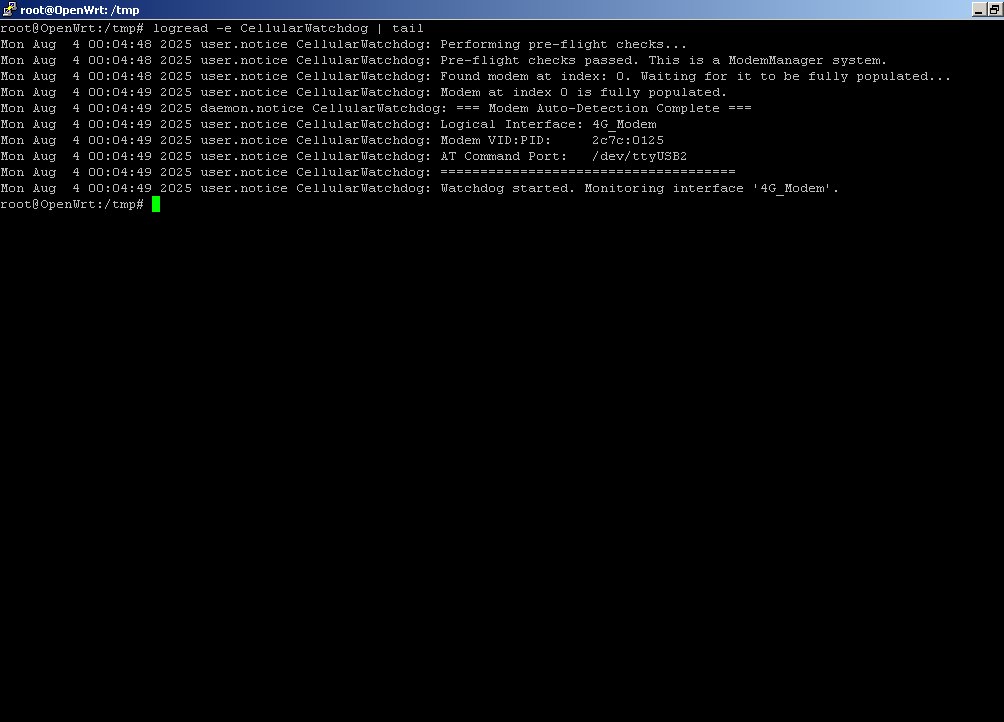 root@OpenWrt: /tmp
root@OpenWrt:/tmp# logread -e CellularWatchdog | tail
Mon Aug  4 00:04:48 2025 user.notice CellularWatchdog: Performing pre-flight checks...
Mon Aug  4 00:04:48 2025 user.notice CellularWatchdog: Pre-flight checks passed. This is a ModemManager system.
Mon Aug  4 00:04:48 2025 user.notice CellularWatchdog: Found modem at index: 0. Waiting for it to be fully populated...
Mon Aug  4 00:04:49 2025 user.notice CellularWatchdog: Modem at index 0 is fully populated.
Mon Aug  4 00:04:49 2025 daemon.notice CellularWatchdog: === Modem Auto-Detection Complete ===
Mon Aug  4 00:04:49 2025 user.notice CellularWatchdog: Logical Interface: 4G_Modem
Mon Aug  4 00:04:49 2025 user.notice CellularWatchdog: Modem VID:PID:     2c7c:0125
Mon Aug  4 00:04:49 2025 user.notice CellularWatchdog: AT Command Port:   /dev/ttyUSB2
Mon Aug  4 00:04:49 2025 user.notice CellularWatchdog: =====================================
Mon Aug  4 00:04:49 2025 user.notice CellularWatchdog: Watchdog started. Monitoring interface '4G_Modem'.
root@OpenWrt:/tmp#